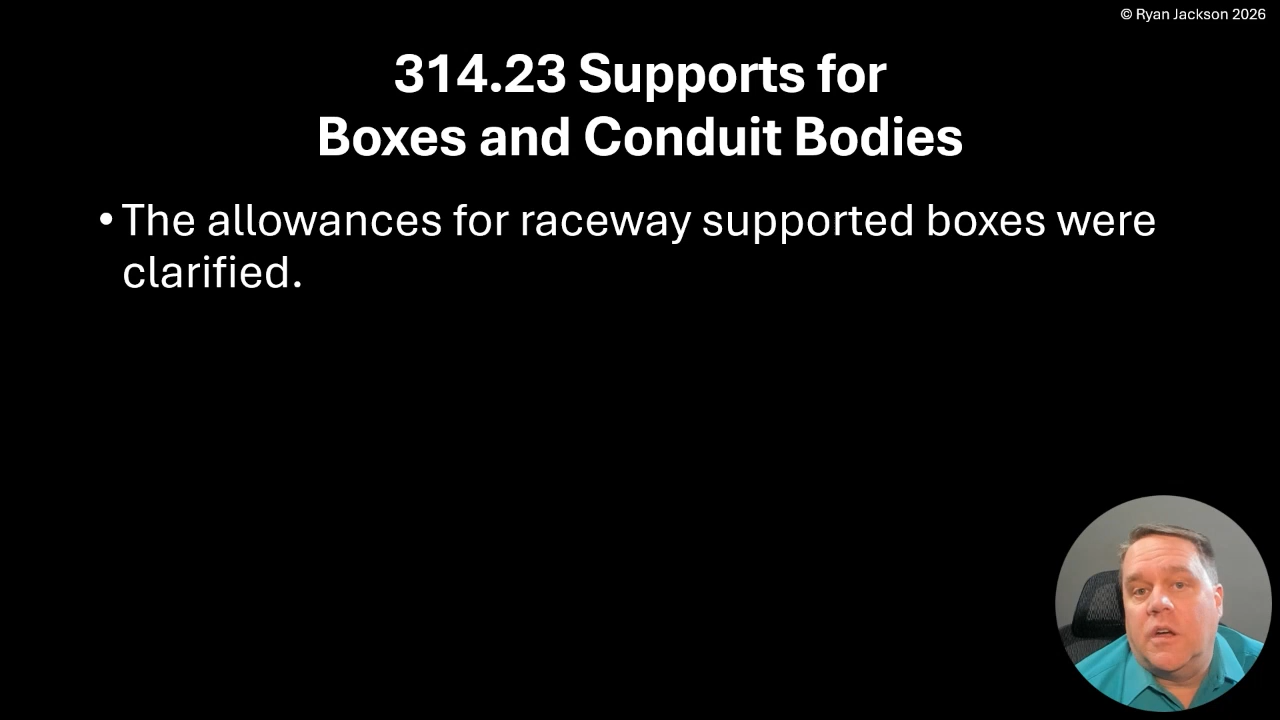 © Ryan Jackson 2026
314.23 Supports for
Boxes and Conduit Bodies
• The allowances for raceway supported boxes were
clarified.